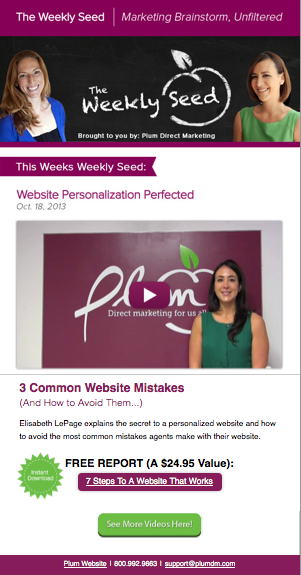 The Weekly Seed | Marketing Brainstorm, Unfiltered
The
Weekly Seed
Brought to you by: Plum Direct Marketing
This Weeks Weekly Seed:
Website Personalization Perfected
Oct. 18, 2013
Plum
Direct marketing for us all
3 Common Website Mistakes
(And How to Avoid Them...)
Elisabeth LePage explains the secret to a personalized website and how
to avoid the most common mistakes agents make with their website.
Instant
Download
FREE REPORT (A $24.95 Value):
7 Steps To A Website That Works
See More Videos Here!
Plum Website | 800.992.9663 | support@plumdm.com